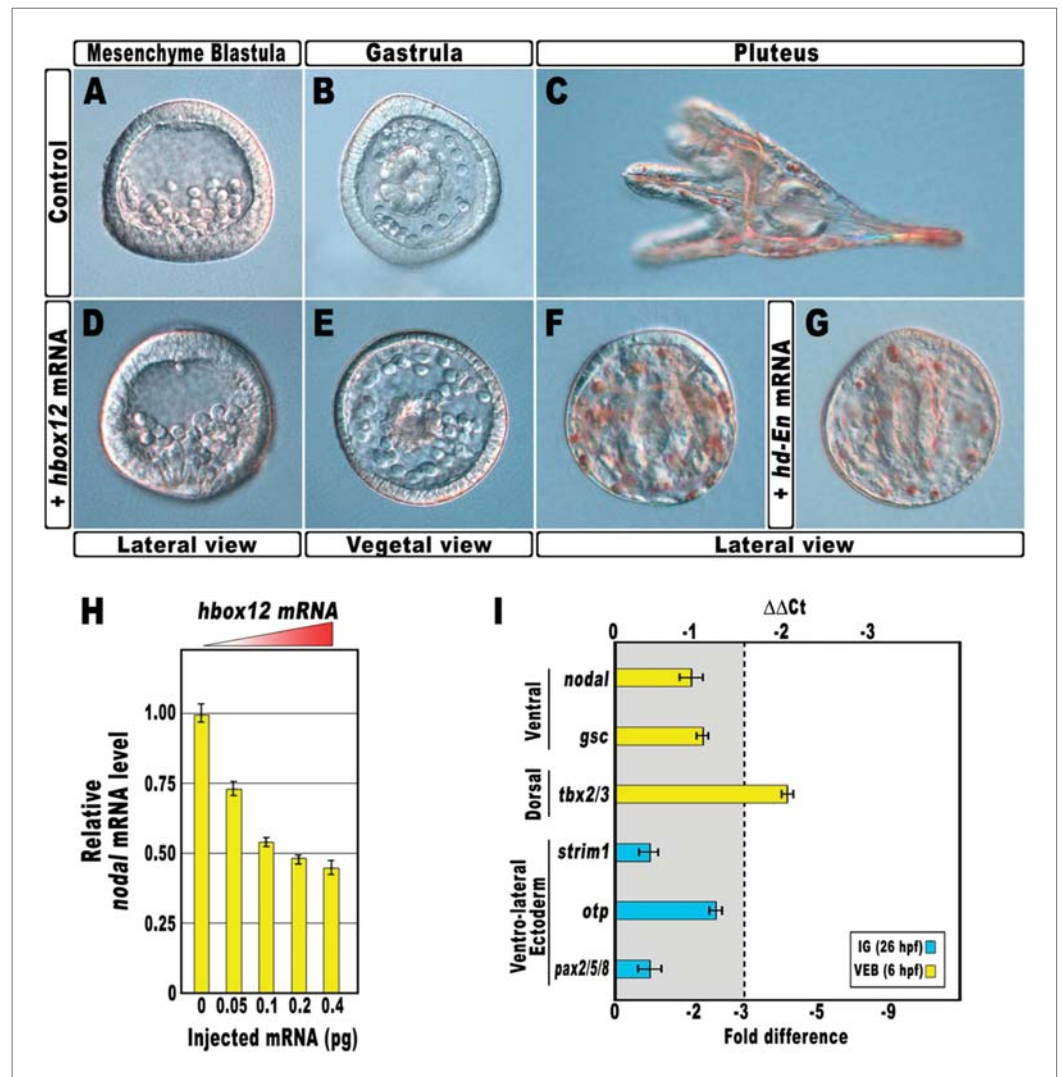 Mesenchyme Blastula
Gastrula
Pluteus
Control
A
B
C
+ hbox12 mRNA
D
E
F
+ hd-En mRNA
G
Lateral view
Vegetal view
Lateral view
H
hbox12 mRNA
Relative
nodal mRNA level
1.00
0.75
0.50
0.25
0
0 0.05 0.1 0.2 0.4
Injected mRNA (pg)
I
ΔΔCt
0 -1 -2 -3
Ventral
nodal
gsc
Dorsal
tbx2/3
Ventro-lateral
Ectoderm
strim1
otp
pax2/5/8
IG (26 hpf)
VEB (6 hpf)
0 -2 -3 -5 -9
Fold difference